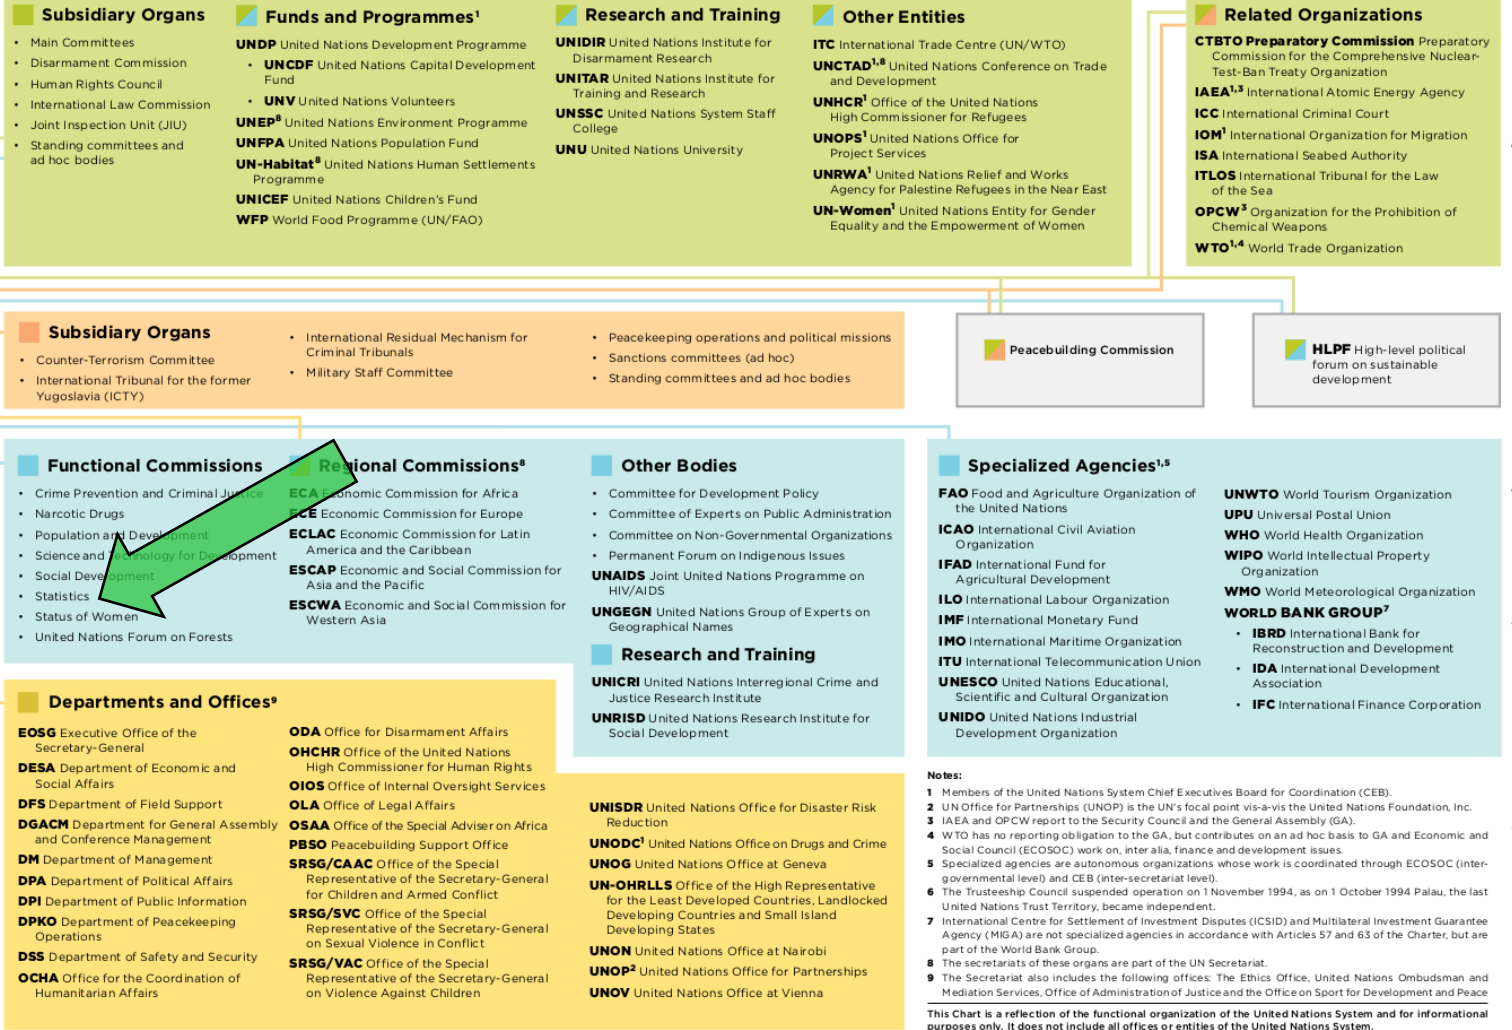 Subsidiary Organs
• Main Committees
• Disarmament Commission
• Human Rights Council
• International Law Commission
• Joint Inspection Unit (JIU)
• Standing committees and
ad hoc bodies
Funds and Programmes¹
UNDP United Nations Development Programme
• UNCDF United Nations Capital Development
Fund
• UNV United Nations Volunteers
UNEP⁸ United Nations Environment Programme
UNFPA United Nations Population Fund
UN-Habitat⁸ United Nations Human Settlements
Programme
UNICEF United Nations Children's Fund
WFP World Food Programme (UN/FAO)
Research and Training
UNIDIR United Nations Institute for
Disarmament Research
UNITAR United Nations Institute for
Training and Research
UNSSC United Nations System Staff
College
UNU United Nations University
Other Entities
ITC International Trade Centre (UN/WTO)
UNCTAD¹,⁸ United Nations Conference on Trade
and Development
UNHCR¹ Office of the United Nations
High Commissioner for Refugees
UNOPS¹ United Nations Office for
Project Services
UNRWA¹ United Nations Relief and Works
Agency for Palestine Refugees in the Near East
UN-Women¹ United Nations Entity for Gender
Equality and the Empowerment of Women
Related Organizations
CTBTO Preparatory Commission Preparatory
Commission for the Comprehensive Nuclear-
Test-Ban Treaty Organization
IAEA¹,³ International Atomic Energy Agency
ICC International Criminal Court
IOM¹ International Organization for Migration
ISA International Seabed Authority
ITLOS International Tribunal for the Law
of the Sea
OPCW³ Organization for the Prohibition of
Chemical Weapons
WTO¹,⁴ World Trade Organization
Subsidiary Organs
• Counter-Terrorism Committee
• International Tribunal for the former
Yugoslavia (ICTY)
• International Residual Mechanism for
Criminal Tribunals
• Military Staff Committee
• Peacekeeping operations and political missions
• Sanctions committees (ad hoc)
• Standing committees and ad hoc bodies
Peacebuilding Commission
HLPF High-level political
forum on sustainable
development
Functional Commissions
• Crime Prevention and Criminal Justice
• Narcotic Drugs
• Population and Development
• Science and Technology for Development
• Social Development
• Statistics
• Status of Women
• United Nations Forum on Forests
Regional Commissions⁸
ECA Economic Commission for Africa
ECE Economic Commission for Europe
ECLAC Economic Commission for Latin
America and the Caribbean
ESCAP Economic and Social Commission for
Asia and the Pacific
ESCWA Economic and Social Commission for
Western Asia
Other Bodies
• Committee for Development Policy
• Committee of Experts on Public Administration
• Committee on Non-Governmental Organizations
• Permanent Forum on Indigenous Issues
UNAIDS Joint United Nations Programme on
HIV/AIDS
UNGEGN United Nations Group of Experts on
Geographical Names
Research and Training
UNICRI United Nations Interregional Crime and
Justice Research Institute
UNRISD United Nations Research Institute for
Social Development
Specialized Agencies¹,⁵
FAO Food and Agriculture Organization of
the United Nations
ICAO International Civil Aviation
Organization
IFAD International Fund for
Agricultural Development
ILO International Labour Organization
IMF International Monetary Fund
IMO International Maritime Organization
ITU International Telecommunication Union
UNESCO United Nations Educational,
Scientific and Cultural Organization
UNIDO United Nations Industrial
Development Organization
UNWTO World Tourism Organization
UPU Universal Postal Union
WHO World Health Organization
WIPO World Intellectual Property
Organization
WMO World Meteorological Organization
WORLD BANK GROUP⁷
• IBRD International Bank for
Reconstruction and Development
• IDA International Development
Association
• IFC International Finance Corporation
Departments and Offices⁹
EOSG Executive Office of the
Secretary-General
DESA Department of Economic and
Social Affairs
DFS Department of Field Support
DGACM Department for General Assembly
and Conference Management
DM Department of Management
DPA Department of Political Affairs
DPI Department of Public Information
DPKO Department of Peacekeeping
Operations
DSS Department of Safety and Security
OCHA Office for the Coordination of
Humanitarian Affairs
ODA Office for Disarmament Affairs
OHCHR Office of the United Nations
High Commissioner for Human Rights
OIOS Office of Internal Oversight Services
OLA Office of Legal Affairs
OSAA Office of the Special Adviser on Africa
PBSO Peacebuilding Support Office
SRSG/CAAC Office of the Special
Representative of the Secretary-General
for Children and Armed Conflict
SRSG/SVC Office of the Special
Representative of the Secretary-General
on Sexual Violence in Conflict
SRSG/VAC Office of the Special
Representative of the Secretary-General
on Violence Against Children
UNISDR United Nations Office for Disaster Risk
Reduction
UNODC¹ United Nations Office on Drugs and Crime
UNOG United Nations Office at Geneva
UN-OHRLLS Office of the High Representative
for the Least Developed Countries, Landlocked
Developing Countries and Small Island
Developing States
UNON United Nations Office at Nairobi
UNOP² United Nations Office for Partnerships
UNOV United Nations Office at Vienna
Notes:
1 Members of the United Nations System Chief Executives Board for Coordination (CEB).
2 UN Office for Partnerships (UNOP) is the UN's focal point vis-a-vis the United Nations Foundation, Inc.
3 IAEA and OPCW report to the Security Council and the General Assembly (GA).
4 WTO has no reporting obligation to the GA, but contributes on an ad hoc basis to GA and Economic and
Social Council (ECOSOC) work on, inter alia, finance and development issues.
5 Specialized agencies are autonomous organizations whose work is coordinated through ECOSOC (inter-
governmental level) and CEB (inter-secretariat level).
6 The Trusteeship Council suspended operation on 1 November 1994, as on 1 October 1994 Palau, the last
United Nations Trust Territory, became independent.
7 International Centre for Settlement of Investment Disputes (ICSID) and Multilateral Investment Guarantee
Agency (MIGA) are not specialized agencies in accordance with Articles 57 and 63 of the Charter, but are
part of the World Bank Group.
8 The secretariats of these organs are part of the UN Secretariat.
9 The Secretariat also includes the following offices: The Ethics Office, United Nations Ombudsman and
Mediation Services, Office of Administration of Justice and the Office on Sport for Development and Peace
This Chart is a reflection of the functional organization of the United Nations System and for informational
purposes only. It does not include all offices or entities of the United Nations System.